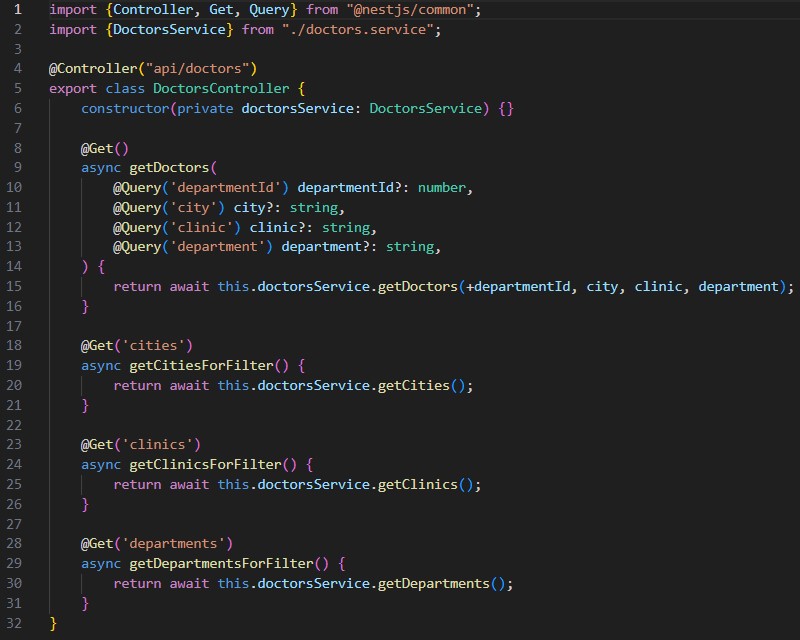 1 import {Controller, Get, Query} from "@nestjs/common";
2 import {DoctorsService} from "./doctors.service";
3
4 @Controller("api/doctors")
5 export class DoctorsController {
6     constructor(private doctorsService: DoctorsService) {}
7
8     @Get()
9     async getDoctors(
10         @Query('departmentId') departmentId?: number,
11         @Query('city') city?: string,
12         @Query('clinic') clinic?: string,
13         @Query('department') department?: string,
14     ) {
15         return await this.doctorsService.getDoctors(+departmentId, city, clinic, department);
16     }
17
18     @Get('cities')
19     async getCitiesForFilter() {
20         return await this.doctorsService.getCities();
21     }
22
23     @Get('clinics')
24     async getClinicsForFilter() {
25         return await this.doctorsService.getClinics();
26     }
27
28     @Get('departments')
29     async getDepartmentsForFilter() {
30         return await this.doctorsService.getDepartments();
31     }
32 }